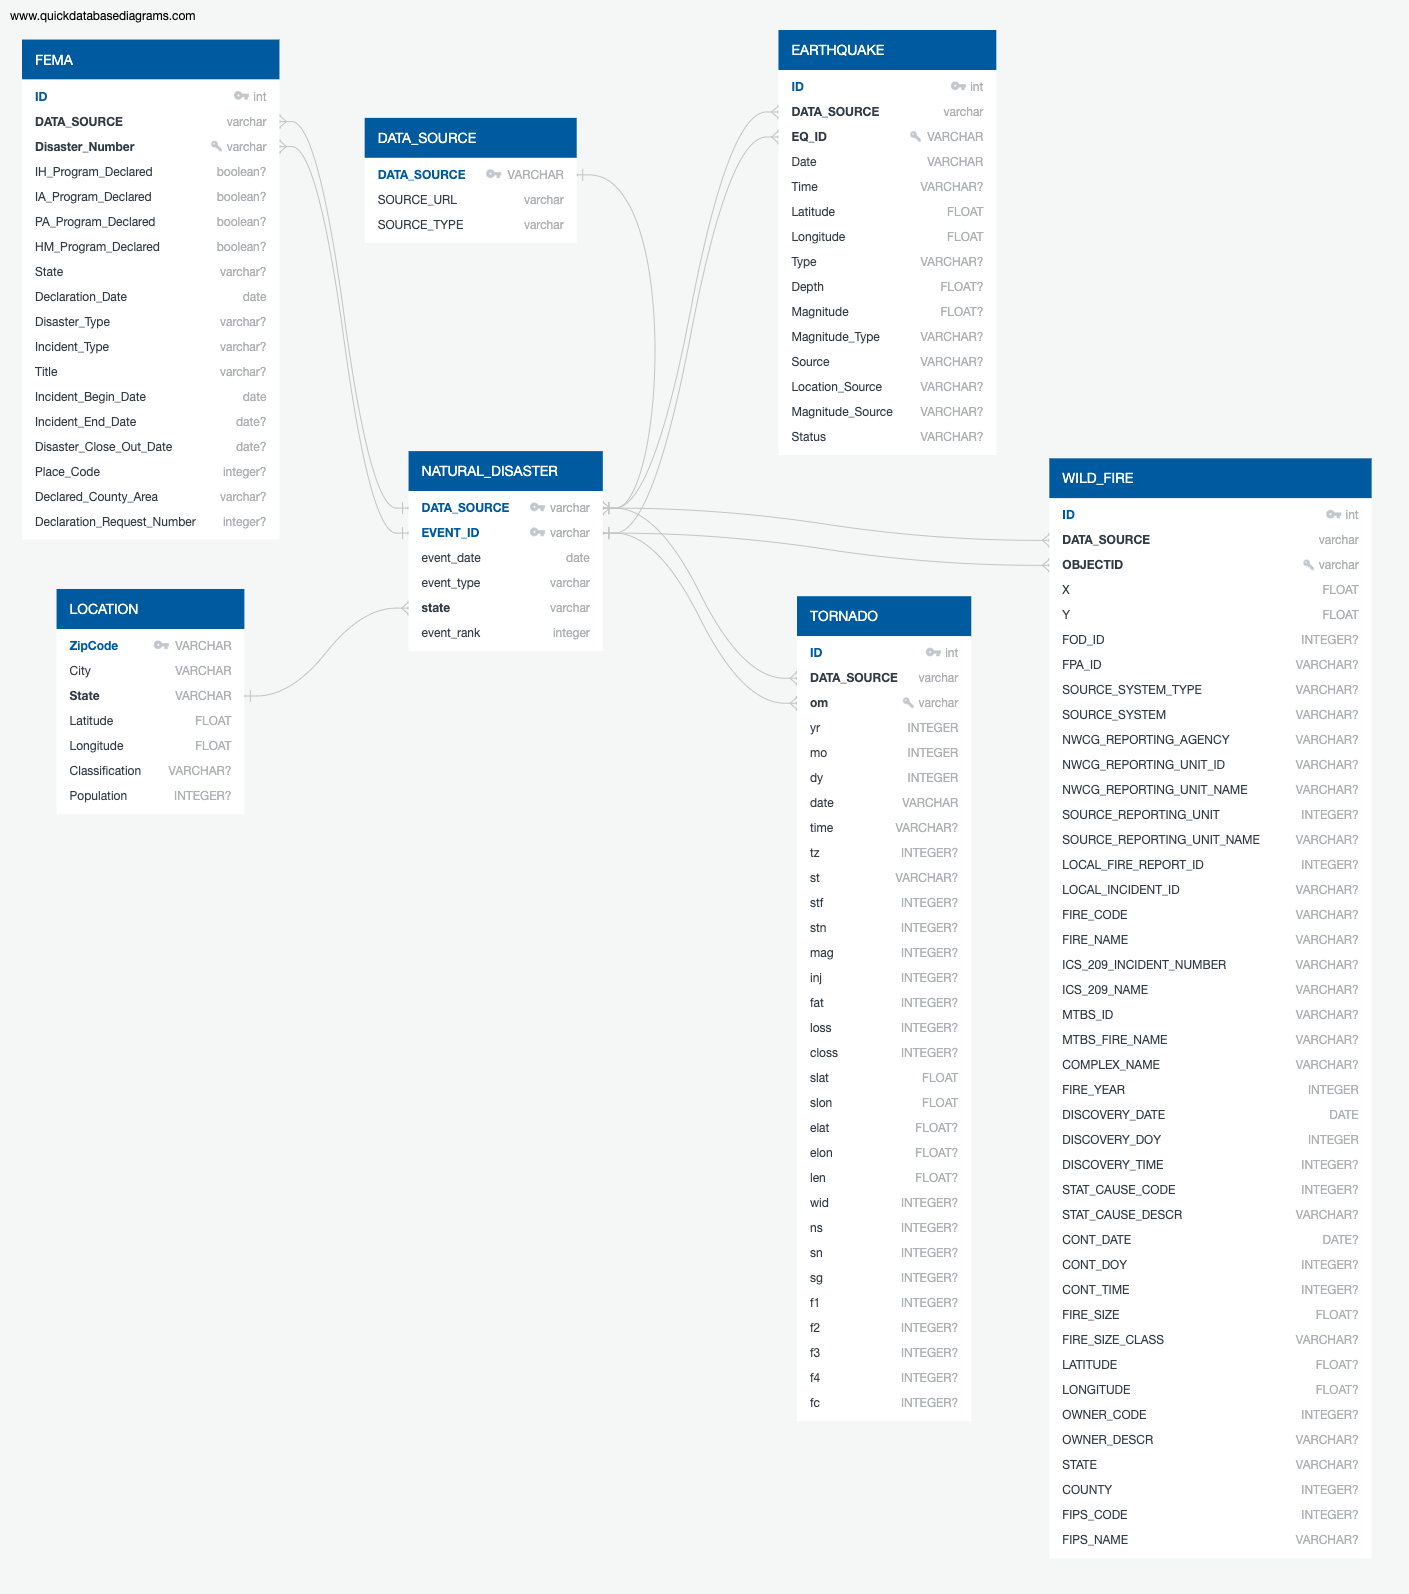 www.quickdatabasediagrams.com
FEMA
ID int
DATA_SOURCE varchar
Disaster_Number varchar
IH_Program_Declared boolean?
IA_Program_Declared boolean?
PA_Program_Declared boolean?
HM_Program_Declared boolean?
State varchar?
Declaration_Date date
Disaster_Type varchar?
Incident_Type varchar?
Title varchar?
Incident_Begin_Date date
Incident_End_Date date?
Disaster_Close_Out_Date date?
Place_Code integer?
Declared_County_Area varchar?
Declaration_Request_Number integer?
DATA_SOURCE
DATA_SOURCE VARCHAR
SOURCE_URL varchar
SOURCE_TYPE varchar
EARTHQUAKE
ID int
DATA_SOURCE varchar
EQ_ID VARCHAR
Date VARCHAR
Time VARCHAR?
Latitude FLOAT
Longitude FLOAT
Type VARCHAR?
Depth FLOAT?
Magnitude FLOAT?
Magnitude_Type VARCHAR?
Source VARCHAR?
Location_Source VARCHAR?
Magnitude_Source VARCHAR?
Status VARCHAR?
NATURAL_DISASTER
DATA_SOURCE varchar
EVENT_ID varchar
event_date date
event_type varchar
state varchar
event_rank integer
LOCATION
ZipCode VARCHAR
City VARCHAR
State VARCHAR
Latitude FLOAT
Longitude FLOAT
Classification VARCHAR?
Population INTEGER?
TORNADO
ID int
DATA_SOURCE varchar
om varchar
yr INTEGER
mo INTEGER
dy INTEGER
date VARCHAR
time VARCHAR?
tz INTEGER?
st VARCHAR?
stf INTEGER?
stn INTEGER?
mag INTEGER?
inj INTEGER?
fat INTEGER?
loss INTEGER?
closs INTEGER?
slat FLOAT
slon FLOAT
elat FLOAT?
elon FLOAT?
len FLOAT?
wid INTEGER?
ns INTEGER?
sn INTEGER?
sg INTEGER?
f1 INTEGER?
f2 INTEGER?
f3 INTEGER?
f4 INTEGER?
fc INTEGER?
WILD_FIRE
ID int
DATA_SOURCE varchar
OBJECTID varchar
X FLOAT
Y FLOAT
FOD_ID INTEGER?
FPA_ID VARCHAR?
SOURCE_SYSTEM_TYPE VARCHAR?
SOURCE_SYSTEM VARCHAR?
NWCG_REPORTING_AGENCY VARCHAR?
NWCG_REPORTING_UNIT_ID VARCHAR?
NWCG_REPORTING_UNIT_NAME VARCHAR?
SOURCE_REPORTING_UNIT INTEGER?
SOURCE_REPORTING_UNIT_NAME VARCHAR?
LOCAL_FIRE_REPORT_ID INTEGER?
LOCAL_INCIDENT_ID VARCHAR?
FIRE_CODE VARCHAR?
FIRE_NAME VARCHAR?
ICS_209_INCIDENT_NUMBER VARCHAR?
ICS_209_NAME VARCHAR?
MTBS_ID VARCHAR?
MTBS_FIRE_NAME VARCHAR?
COMPLEX_NAME VARCHAR?
FIRE_YEAR INTEGER
DISCOVERY_DATE DATE
DISCOVERY_DOY INTEGER
DISCOVERY_TIME INTEGER?
STAT_CAUSE_CODE INTEGER?
STAT_CAUSE_DESCR VARCHAR?
CONT_DATE DATE?
CONT_DOY INTEGER?
CONT_TIME INTEGER?
FIRE_SIZE FLOAT?
FIRE_SIZE_CLASS VARCHAR?
LATITUDE FLOAT?
LONGITUDE FLOAT?
OWNER_CODE INTEGER?
OWNER_DESCR VARCHAR?
STATE VARCHAR?
COUNTY INTEGER?
FIPS_CODE INTEGER?
FIPS_NAME VARCHAR?